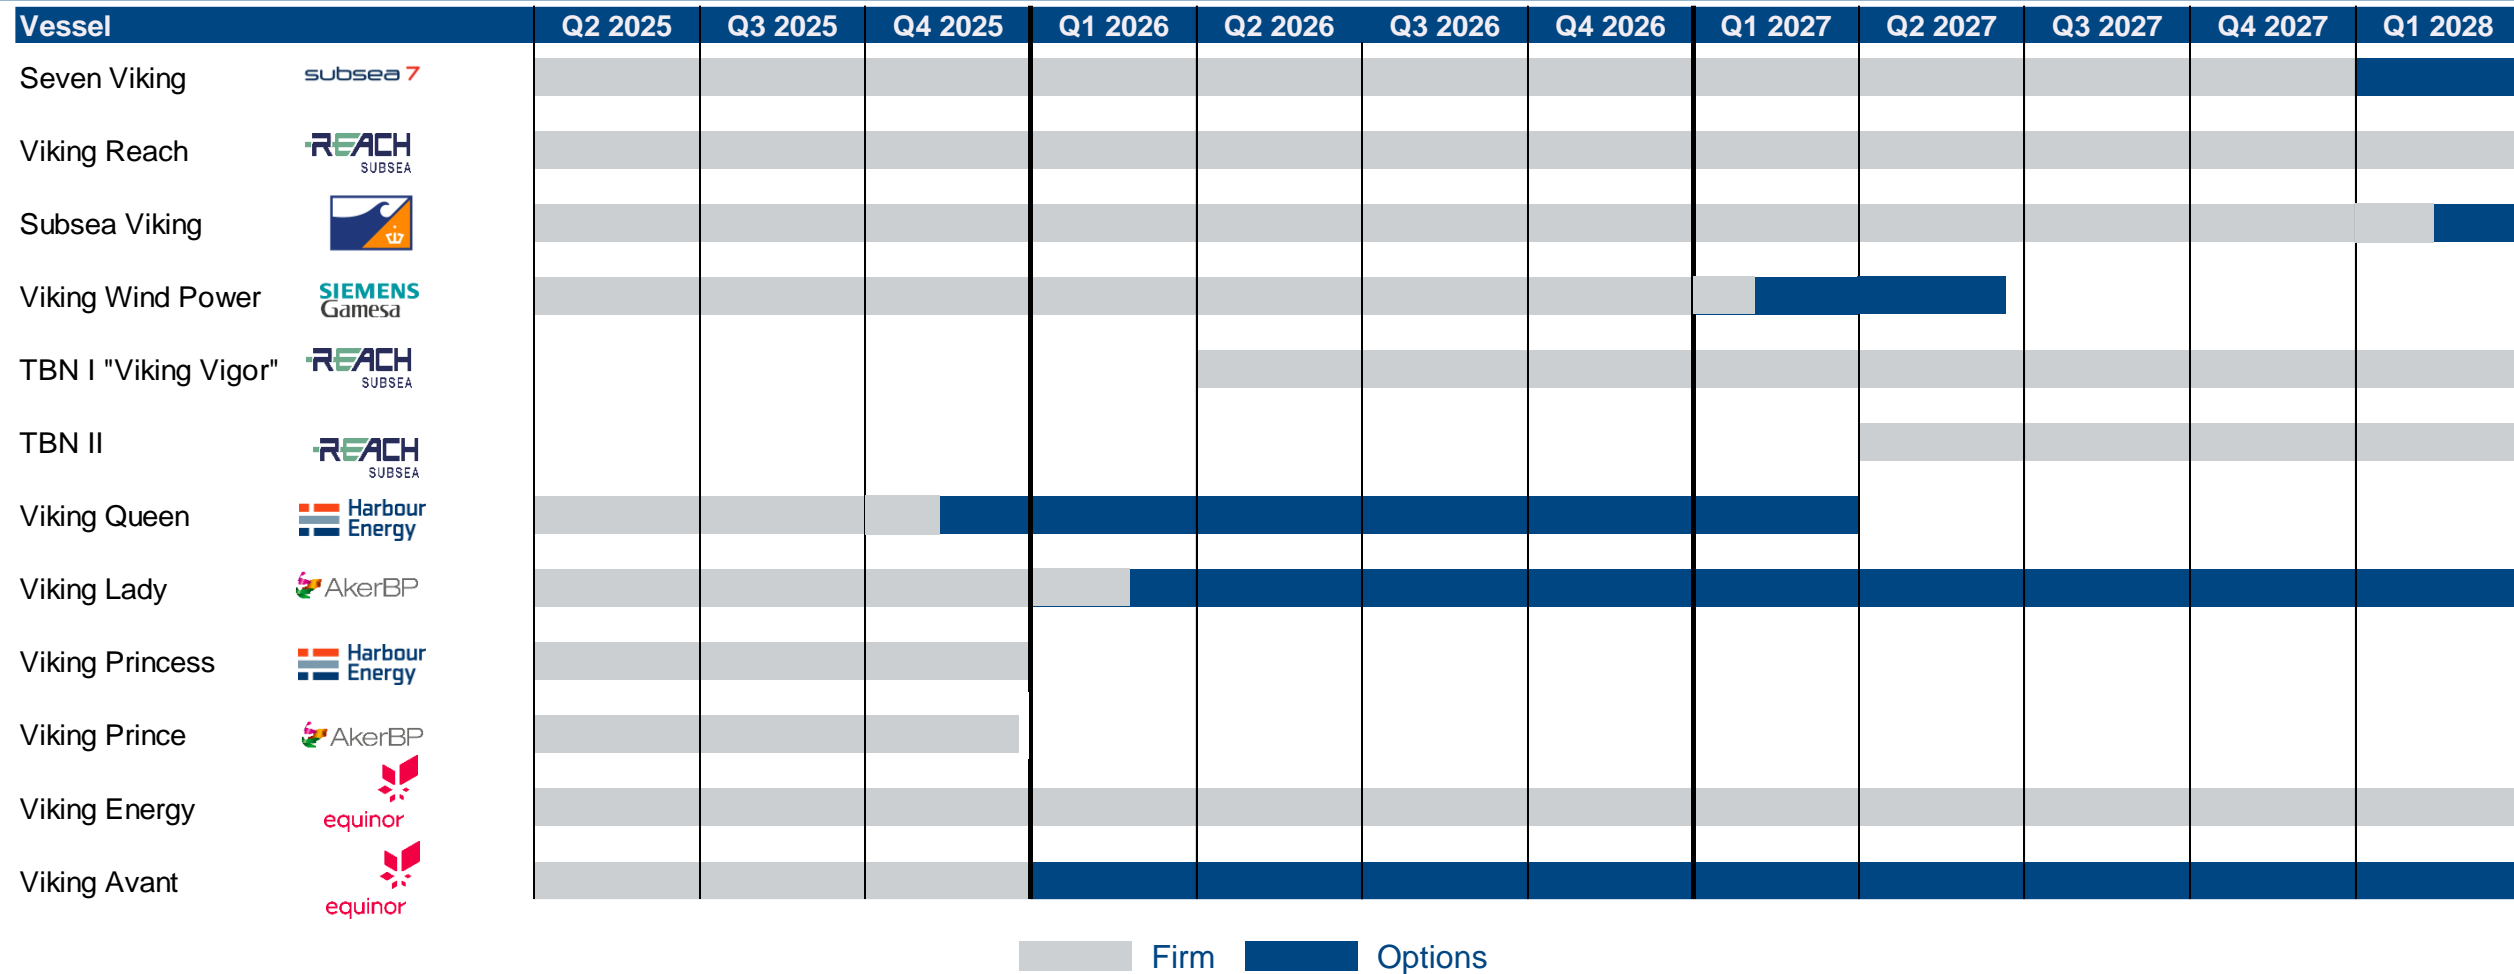 Vessel Q2 2025 Q3 2025 Q4 2025 Q1 2026 Q2 2026 Q3 2026 Q4 2026 Q1 2027 Q2 2027 Q3 2027 Q4 2027 Q1 2028
Seven Viking subsea 7
Viking Reach REACH
SUBSEA
Subsea Viking
Viking Wind Power SIEMENS
Gamesa
TBN I "Viking Vigor" REACH
SUBSEA
TBN II REACH
SUBSEA
Viking Queen Harbour
Energy
Viking Lady AkerBP
Viking Princess Harbour
Energy
Viking Prince AkerBP
Viking Energy equinor
Viking Avant equinor
Firm Options